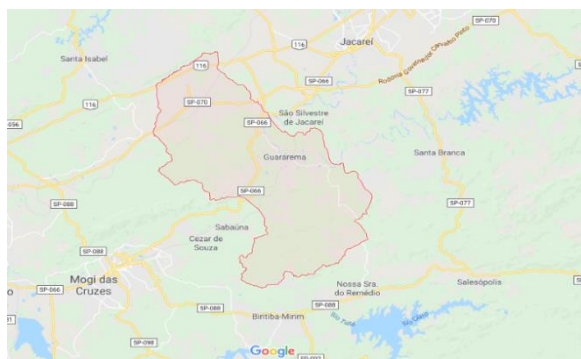 SP-070
Jacareí
Rodovia Governador Carvalho Pinto
116
Santa Isabel
116
SP-066
SP-077
116
SP-070
São Silvestre
de Jacareí
SP-056
SP-066
Guararema
Santa Branca
SP-066
SP-088
SP-077
Sabaúna
Cezar de
Souza
SP-088
Mogi das
Cruzes
Nossa Sra.
do Remédio
Salesópolis
SP-066
SP-088
SP-088
Biritiba-Mirim
SP-098
Google